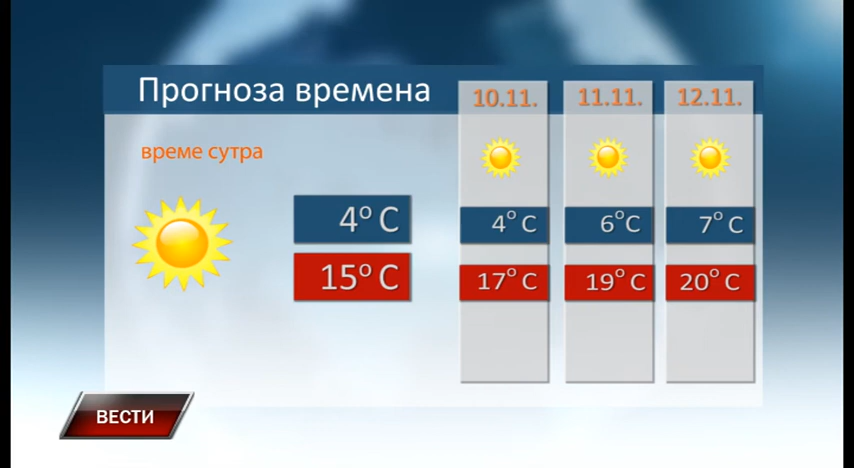 Прогноза времена
време сутра
4° C
15° C
10.11. 11.11. 12.11.
4° C 6°C 7° C
17° C 19° C 20° C
ВЕСТИ